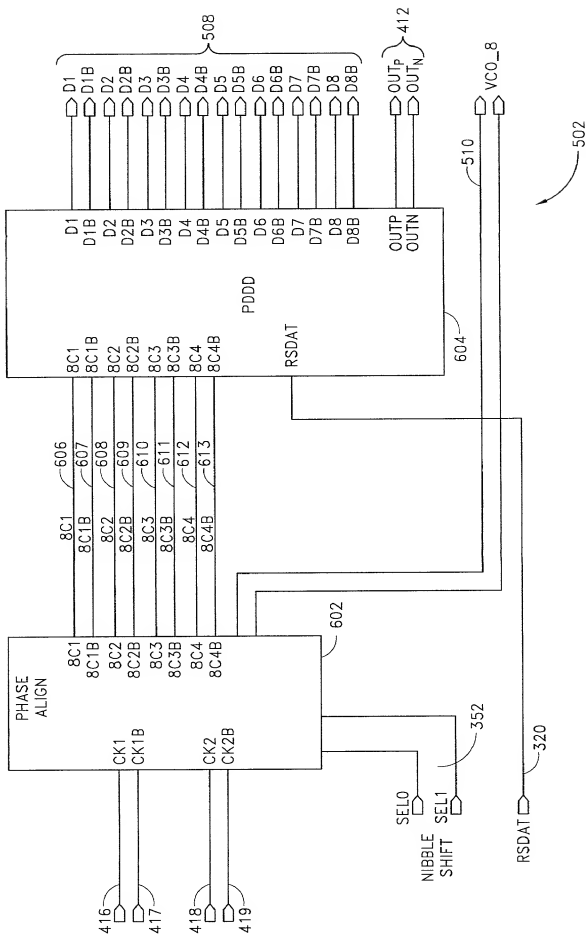 PHASE
ALIGN
CK1
CK1B
CK2
CK2B
416
417
418
419
8C1
8C1B
8C2
8C2B
8C3
8C3B
8C4
8C4B
602
8C1
8C1B
8C2
8C2B
8C3
8C3B
8C4
8C4B
606
607
608
609
610
611
612
613
8C1
8C1B
8C2
8C2B
8C3
8C3B
8C4
8C4B
RSDAT
PDDD
604
D1
D1B
D2
D2B
D3
D3B
D4
D4B
D5
D5B
D6
D6B
D7
D7B
D8
D8B
OUTP
OUTN
D1
D1B
D2
D2B
D3
D3B
D4
D4B
D5
D5B
D6
D6B
D7
D7B
D8
D8B
508
OUTP
OUTN
412
510
VCO_8
502
SEL0
SEL1
NIBBLE
SHIFT
352
RSDAT
320